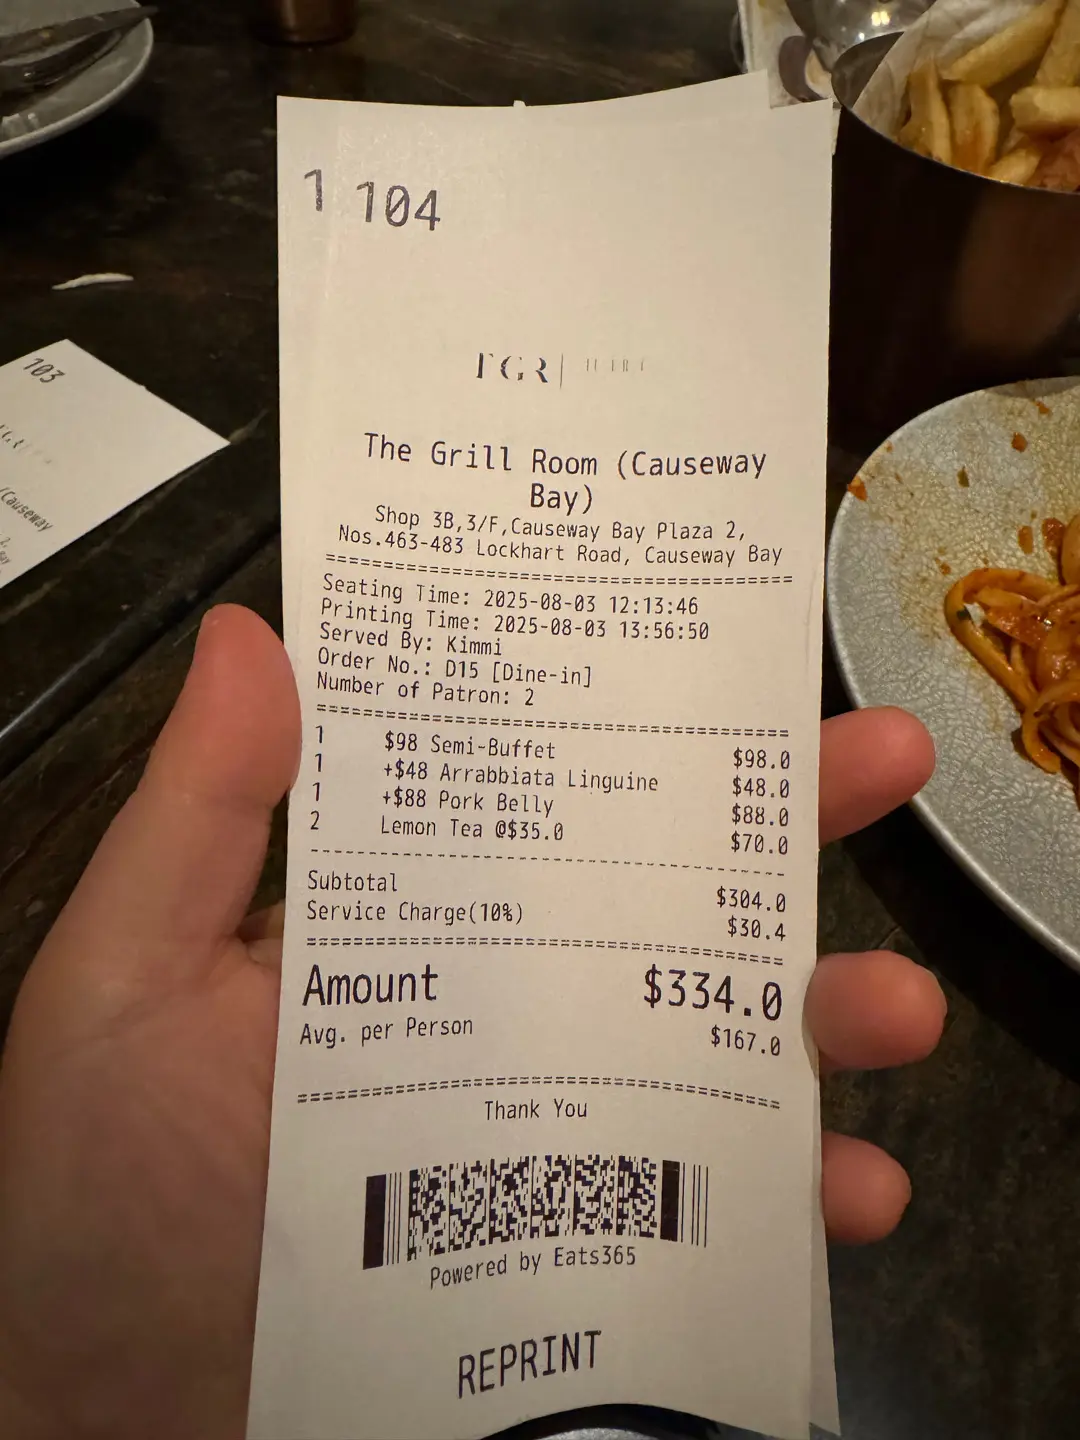 1 104
TGR
The Grill Room (Causeway
Bay)
Shop 3B,3/F,Causeway Bay Plaza 2,
Nos.463-483 Lockhart Road, Causeway Bay
Seating Time: 2025-08-03 12:13:46
Printing Time: 2025-08-03 13:56:50
Served By: Kimmi
Order No.: D15 [Dine-in]
Number of Patron: 2
1 $98 Semi-Buffet $98.0
1 +$48 Arrabbiata Linguine $48.0
1 +$88 Pork Belly $88.0
2 Lemon Tea @$35.0 $70.0
Subtotal $304.0
Service Charge(10%) $30.4
Amount $334.0
Avg. per Person $167.0
Thank You
Powered by Eats365
REPRINT
103
(Causeway